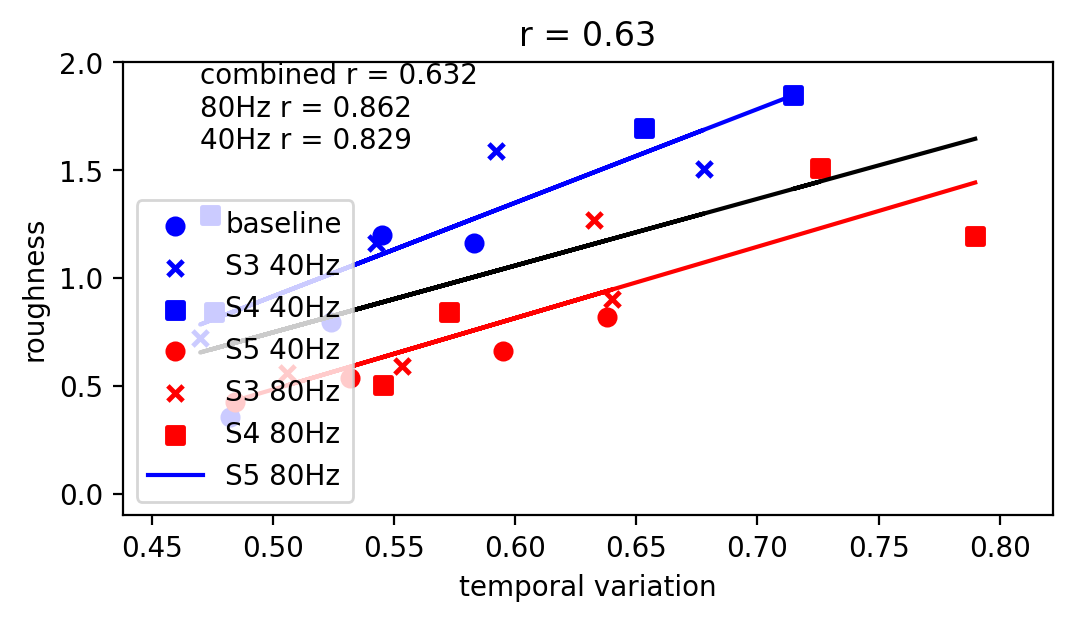 r = 0.63
combined r = 0.632
80Hz r = 0.862
40Hz r = 0.829
baseline
S3 40Hz
S4 40Hz
S5 40Hz
S3 80Hz
S4 80Hz
S5 80Hz
roughness
2.0
1.5
1.0
0.5
0.0
0.45 0.50 0.55 0.60 0.65 0.70 0.75 0.80
temporal variation